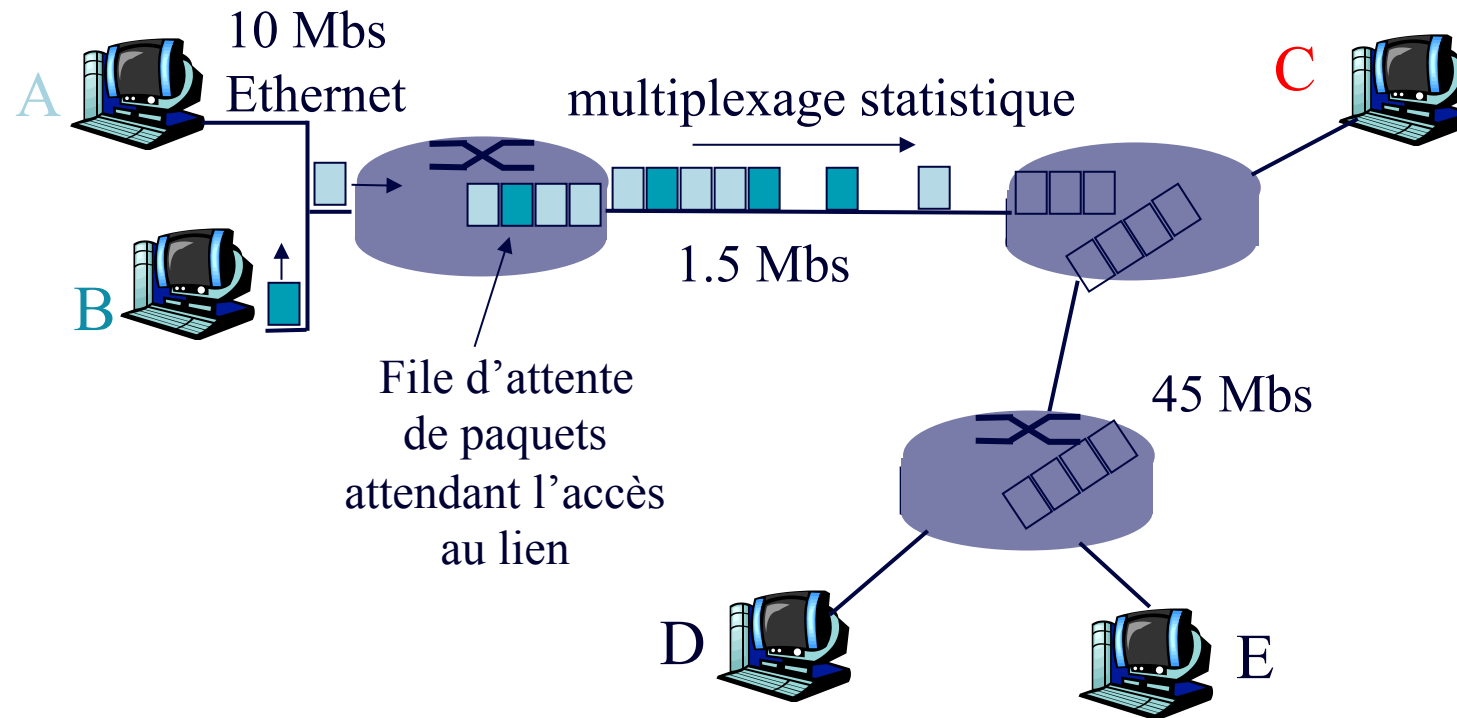 10 Mbs
Ethernet
A
multiplexage statistique
C
B
1.5 Mbs
File d’attente
de paquets
attendant l’accès
au lien
45 Mbs
D
E